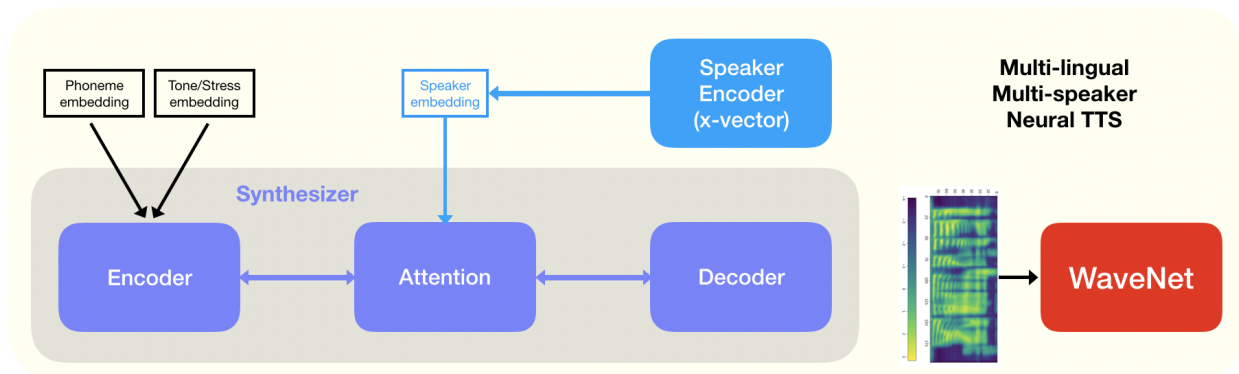 Phoneme
embedding
Tone/Stress
embedding
Speaker
embedding
Speaker
Encoder
(x-vector)
Multi-lingual
Multi-speaker
Neural TTS
Synthesizer
Encoder
Attention
Decoder
WaveNet